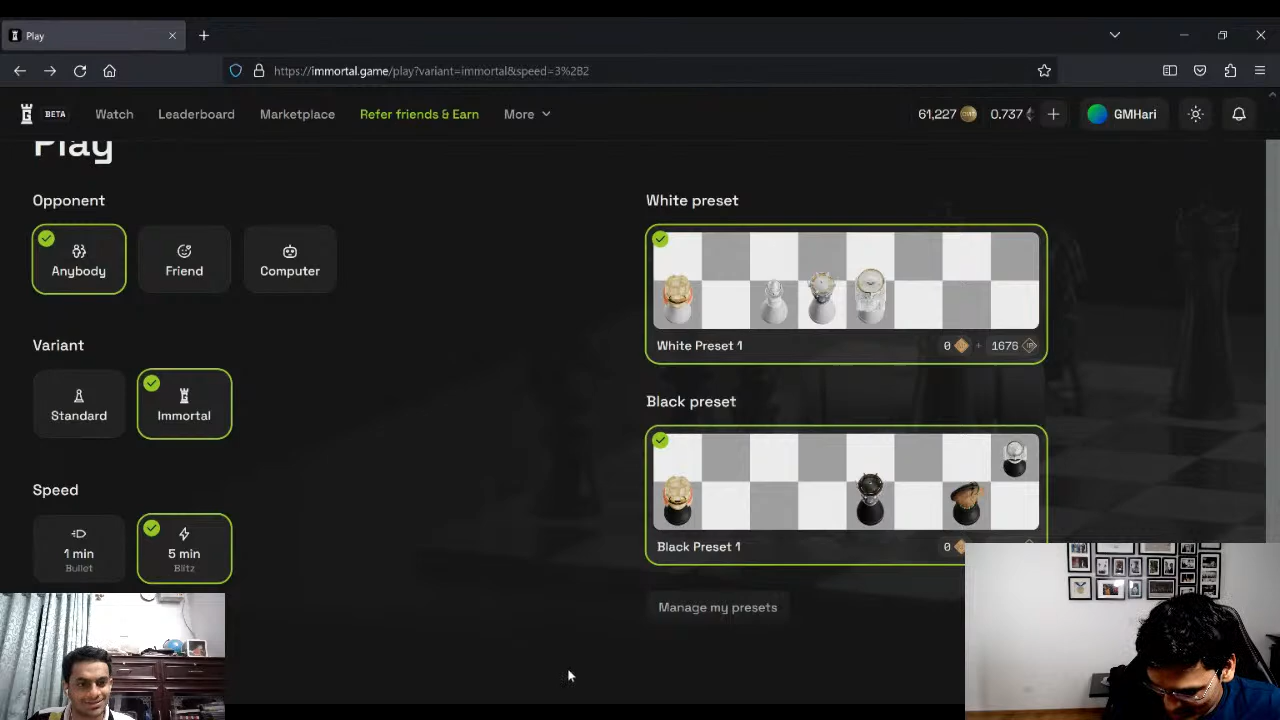 Play
https://immortal.game/play?variant=immortal&speed=3%2B2
BETA
Watch
Leaderboard
Marketplace
Refer friends & Earn
More
61,227
0.737
GMHari
Play
Opponent
Anybody
Friend
Computer
Variant
Standard
Immortal
Speed
1 min
Bullet
5 min
Blitz
White preset
White Preset 1
0 + 1676
Black preset
Black Preset 1
0
Manage my presets